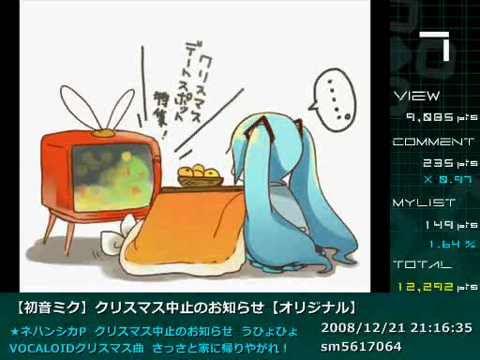 クリスマス
デートスポット
特集!
・・・・
7
VIEW
9,085 pts
COMMENT
235 pts
X 0.97
MYLIST
149 pts
1.64 %
TOTAL
12,292 pts
【初音ミク】クリスマス中止のお知らせ【オリジナル】
★ネハンシカP クリスマス中止のお知らせ うひょひょ
VOCALOIDクリスマス曲 さっさと家に帰りやがれ!
2008/12/21 21:16:35
sm5617064